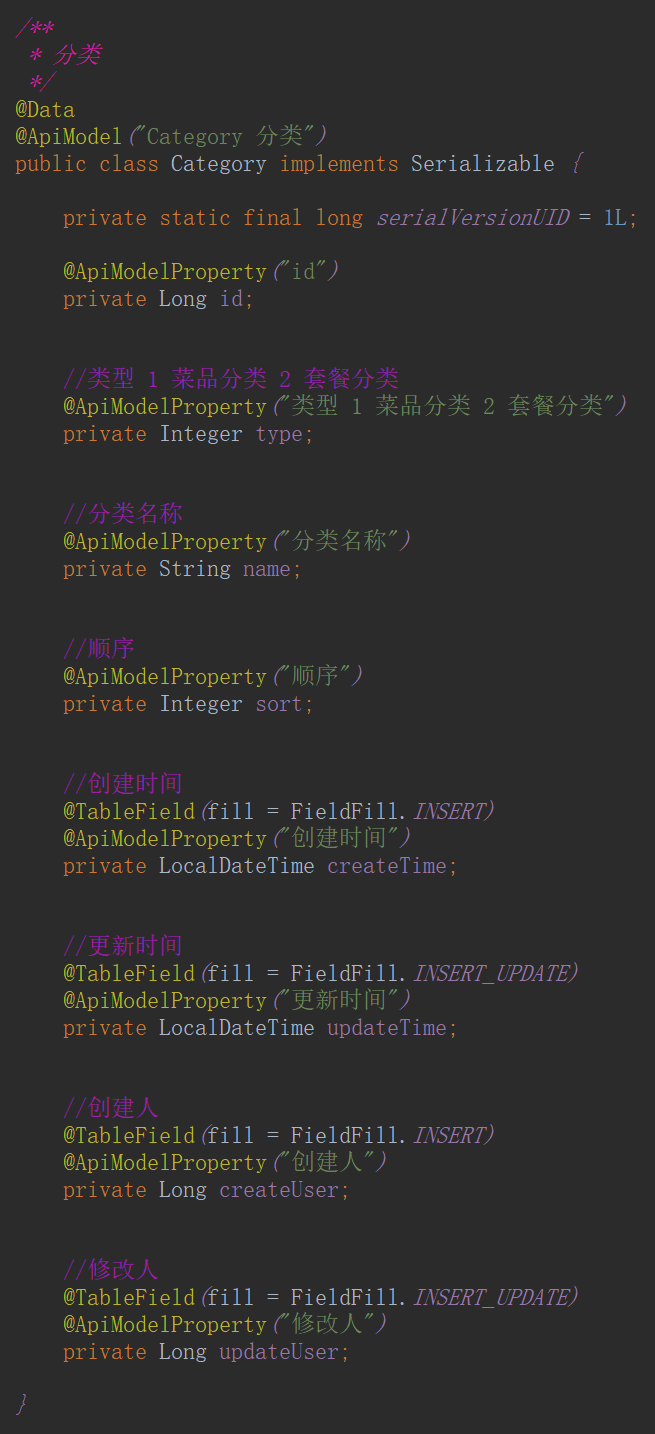 /**
 * 分类
 */
@Data
@ApiModel("Category 分类")
public class Category implements Serializable {
    private static final long serialVersionUID = 1L;
    @ApiModelProperty("id")
    private Long id;
    //类型 1 菜品分类 2 套餐分类
    @ApiModelProperty("类型 1 菜品分类 2 套餐分类")
    private Integer type;
    //分类名称
    @ApiModelProperty("分类名称")
    private String name;
    //顺序
    @ApiModelProperty("顺序")
    private Integer sort;
    //创建时间
    @TableField(fill = FieldFill.INSERT)
    @ApiModelProperty("创建时间")
    private LocalDateTime createTime;
    //更新时间
    @TableField(fill = FieldFill.INSERT_UPDATE)
    @ApiModelProperty("更新时间")
    private LocalDateTime updateTime;
    //创建人
    @TableField(fill = FieldFill.INSERT)
    @ApiModelProperty("创建人")
    private Long createUser;
    //修改人
    @TableField(fill = FieldFill.INSERT_UPDATE)
    @ApiModelProperty("修改人")
    private Long updateUser;
}